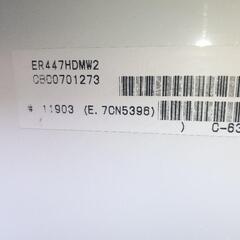 ER447HDMW2
CBC0701273
# 11903 (E.7CN5396)
) C-63